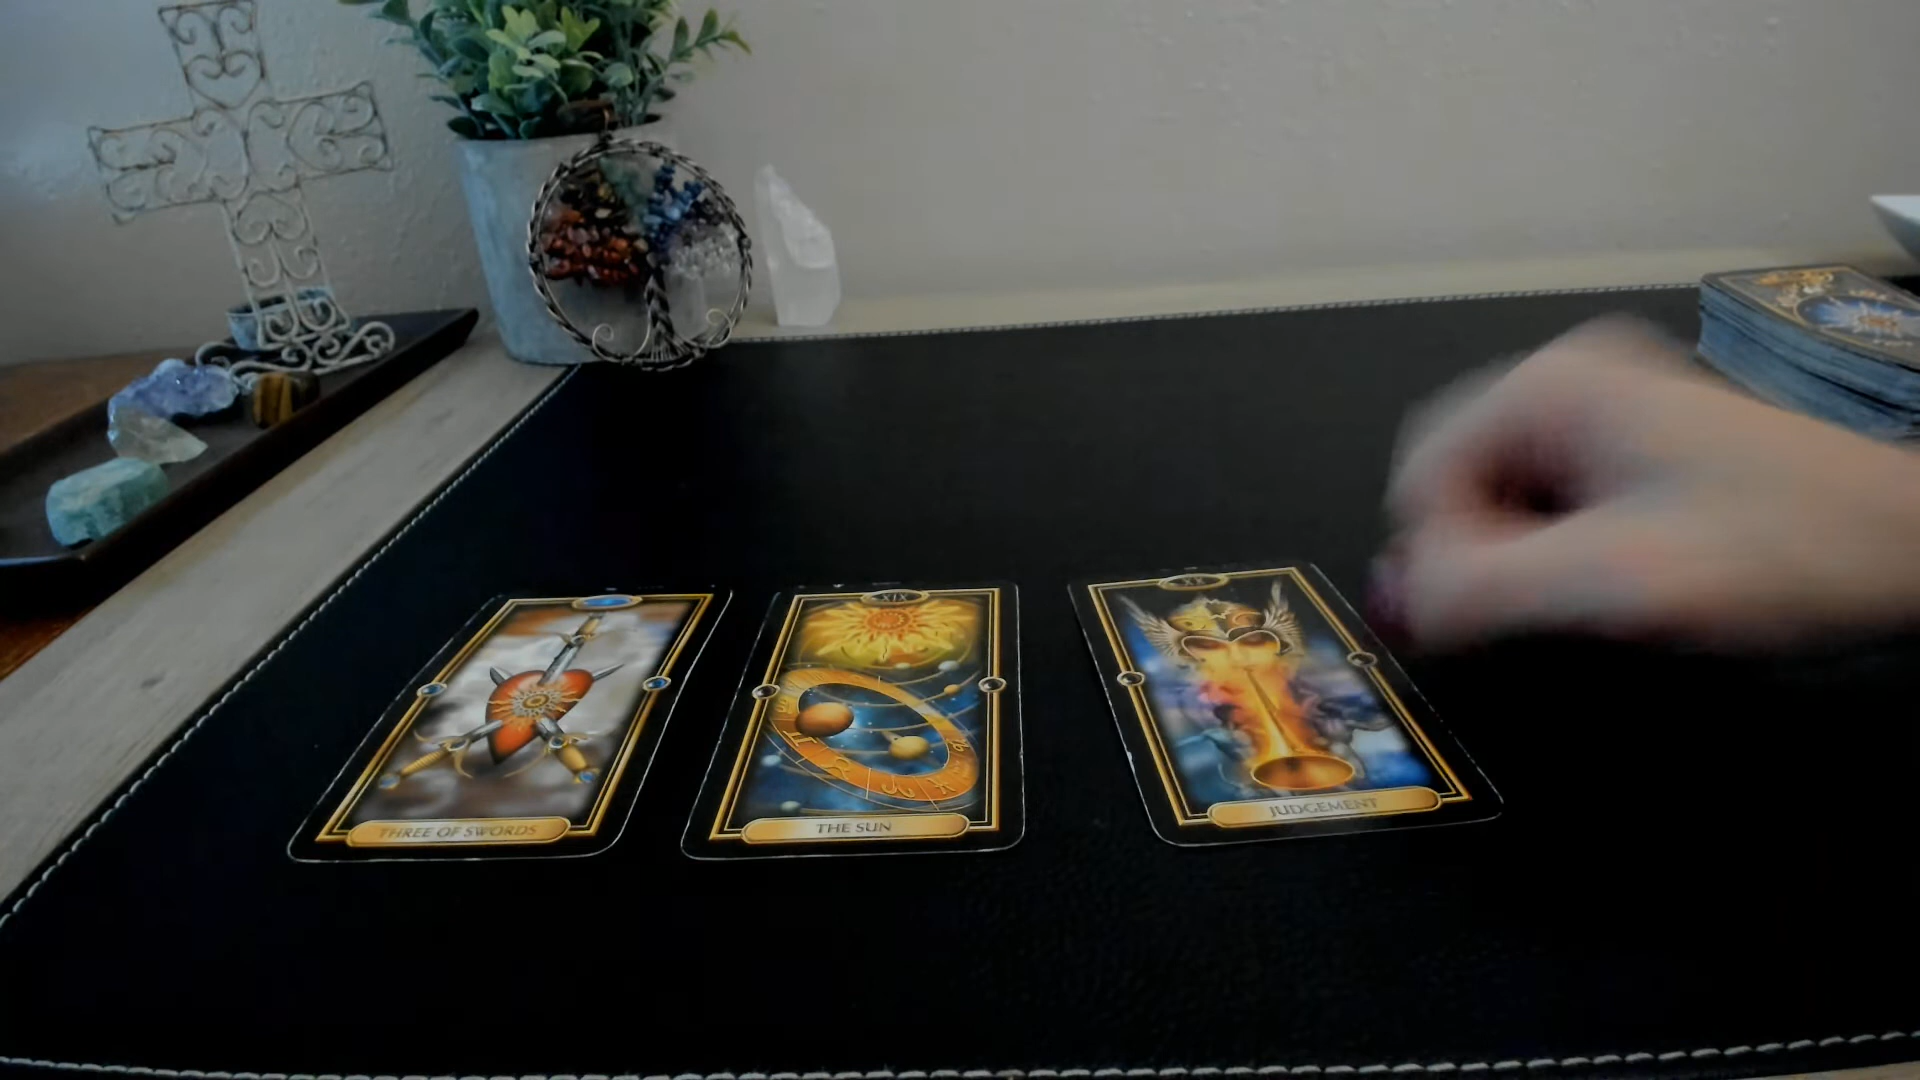 THREE OF SWORDS
XIX
THE SUN
XX
JUDGEMENT